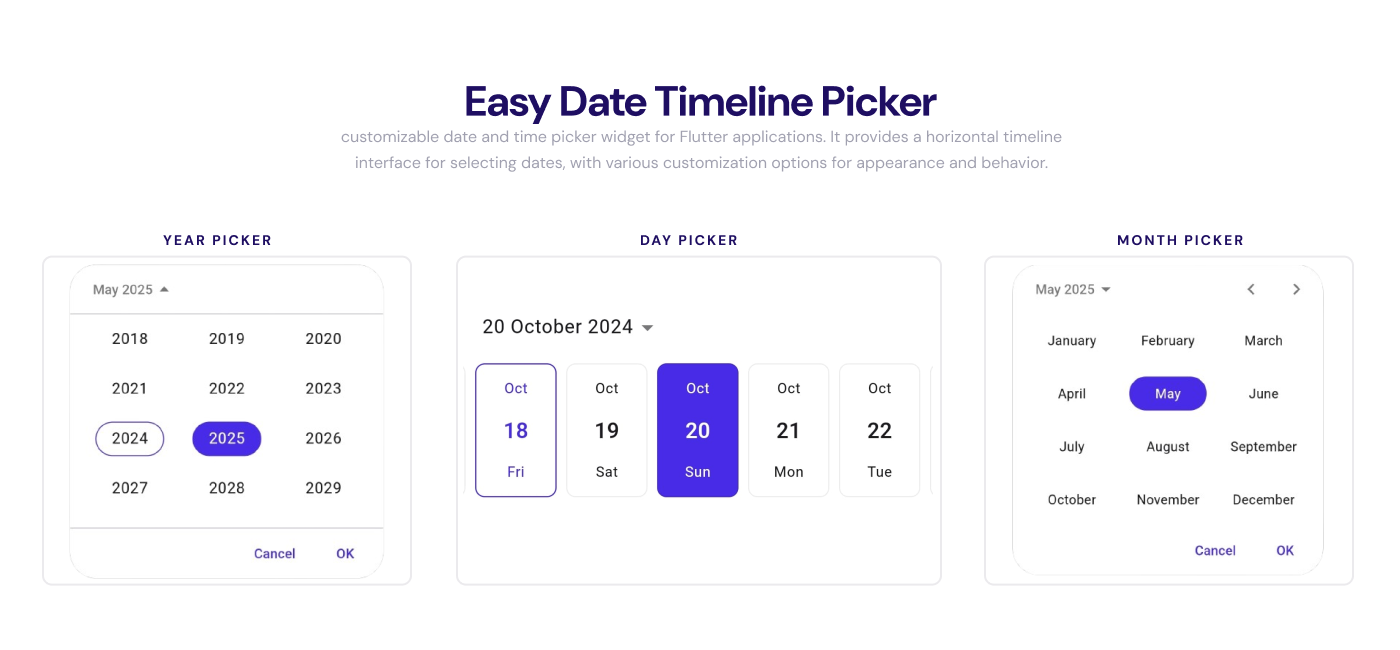 Easy Date Timeline Picker
customizable date and time picker widget for Flutter applications. It provides a horizontal timeline
interface for selecting dates, with various customization options for appearance and behavior.
YEAR PICKER
May 2025
2018 2019 2020
2021 2022 2023
2024 2025 2026
2027 2028 2029
Cancel OK
DAY PICKER
20 October 2024
Oct Oct Oct Oct Oct
18 19 20 21 22
Fri Sat Sun Mon Tue
MONTH PICKER
May 2025
January February March
April May June
July August September
October November December
Cancel OK